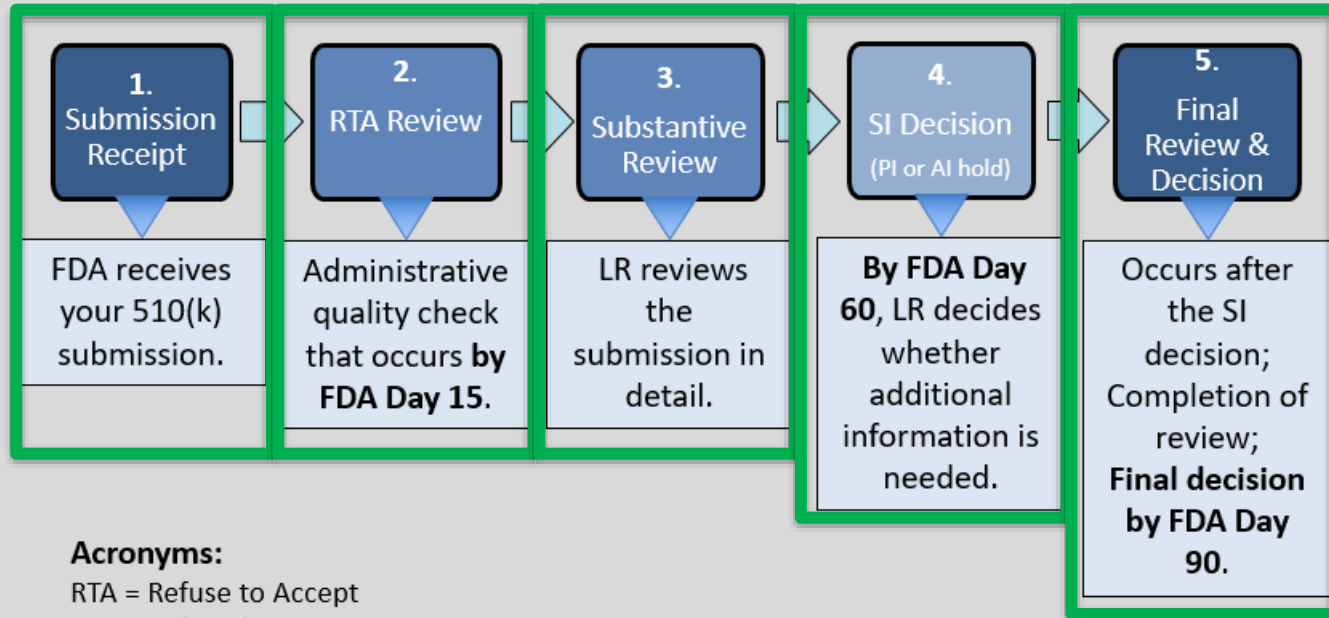 1.
Submission
Receipt
2.
RTA Review
3.
Substantive
Review
4.
SI Decision
(PI or AI hold)
5.
Final
Review &
Decision
FDA receives
your 510(k)
submission.
Administrative
quality check
that occurs by
FDA Day 15.
LR reviews
the
submission in
detail.
By FDA Day
60, LR decides
whether
additional
information is
needed.
Occurs after
the SI
decision;
Completion of
review;
Final decision
by FDA Day
90.
Acronyms:
RTA = Refuse to Accept